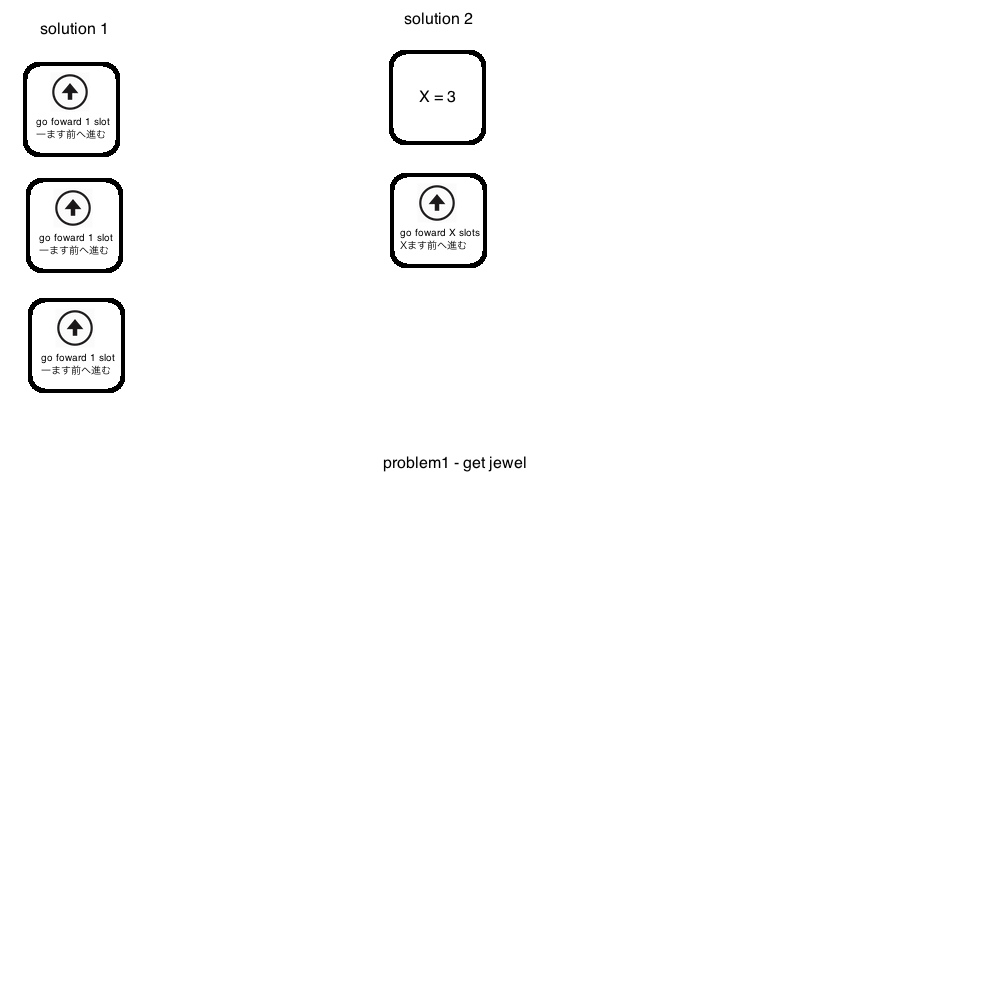 solution 1
go foward 1 slot
一ます前へ進む
go foward 1 slot
一ます前へ進む
go foward 1 slot
一ます前へ進む
solution 2
X = 3
go foward X slots
Xます前へ進む
problem1 - get jewel